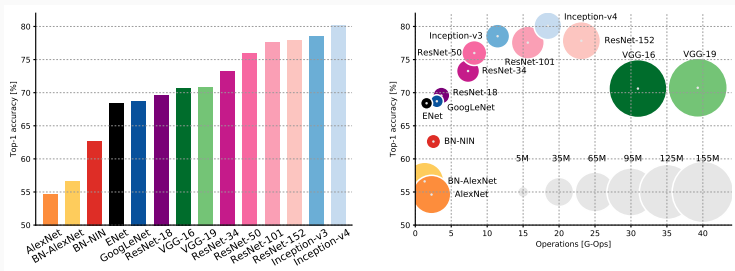 80
75
70
65
60
55
50
Top-1 accuracy [%]
AlexNet
BN-AlexNet
BN-NIN
ENet
GoogLeNet
ResNet-18
VGG-16
VGG-19
ResNet-34
ResNet-50
ResNet-101
ResNet-152
Inception-v3
Inception-v4
80
75
70
65
60
55
50
Top-1 accuracy [%]
Inception-v4
Inception-v3
ResNet-152
ResNet-50
VGG-16
VGG-19
ResNet-101
ResNet-34
ResNet-18
GoogLeNet
ENet
BN-NIN
5M 35M 65M 95M 125M 155M
BN-AlexNet
AlexNet
0 5 10 15 20 25 30 35 40
Operations [G-Ops]